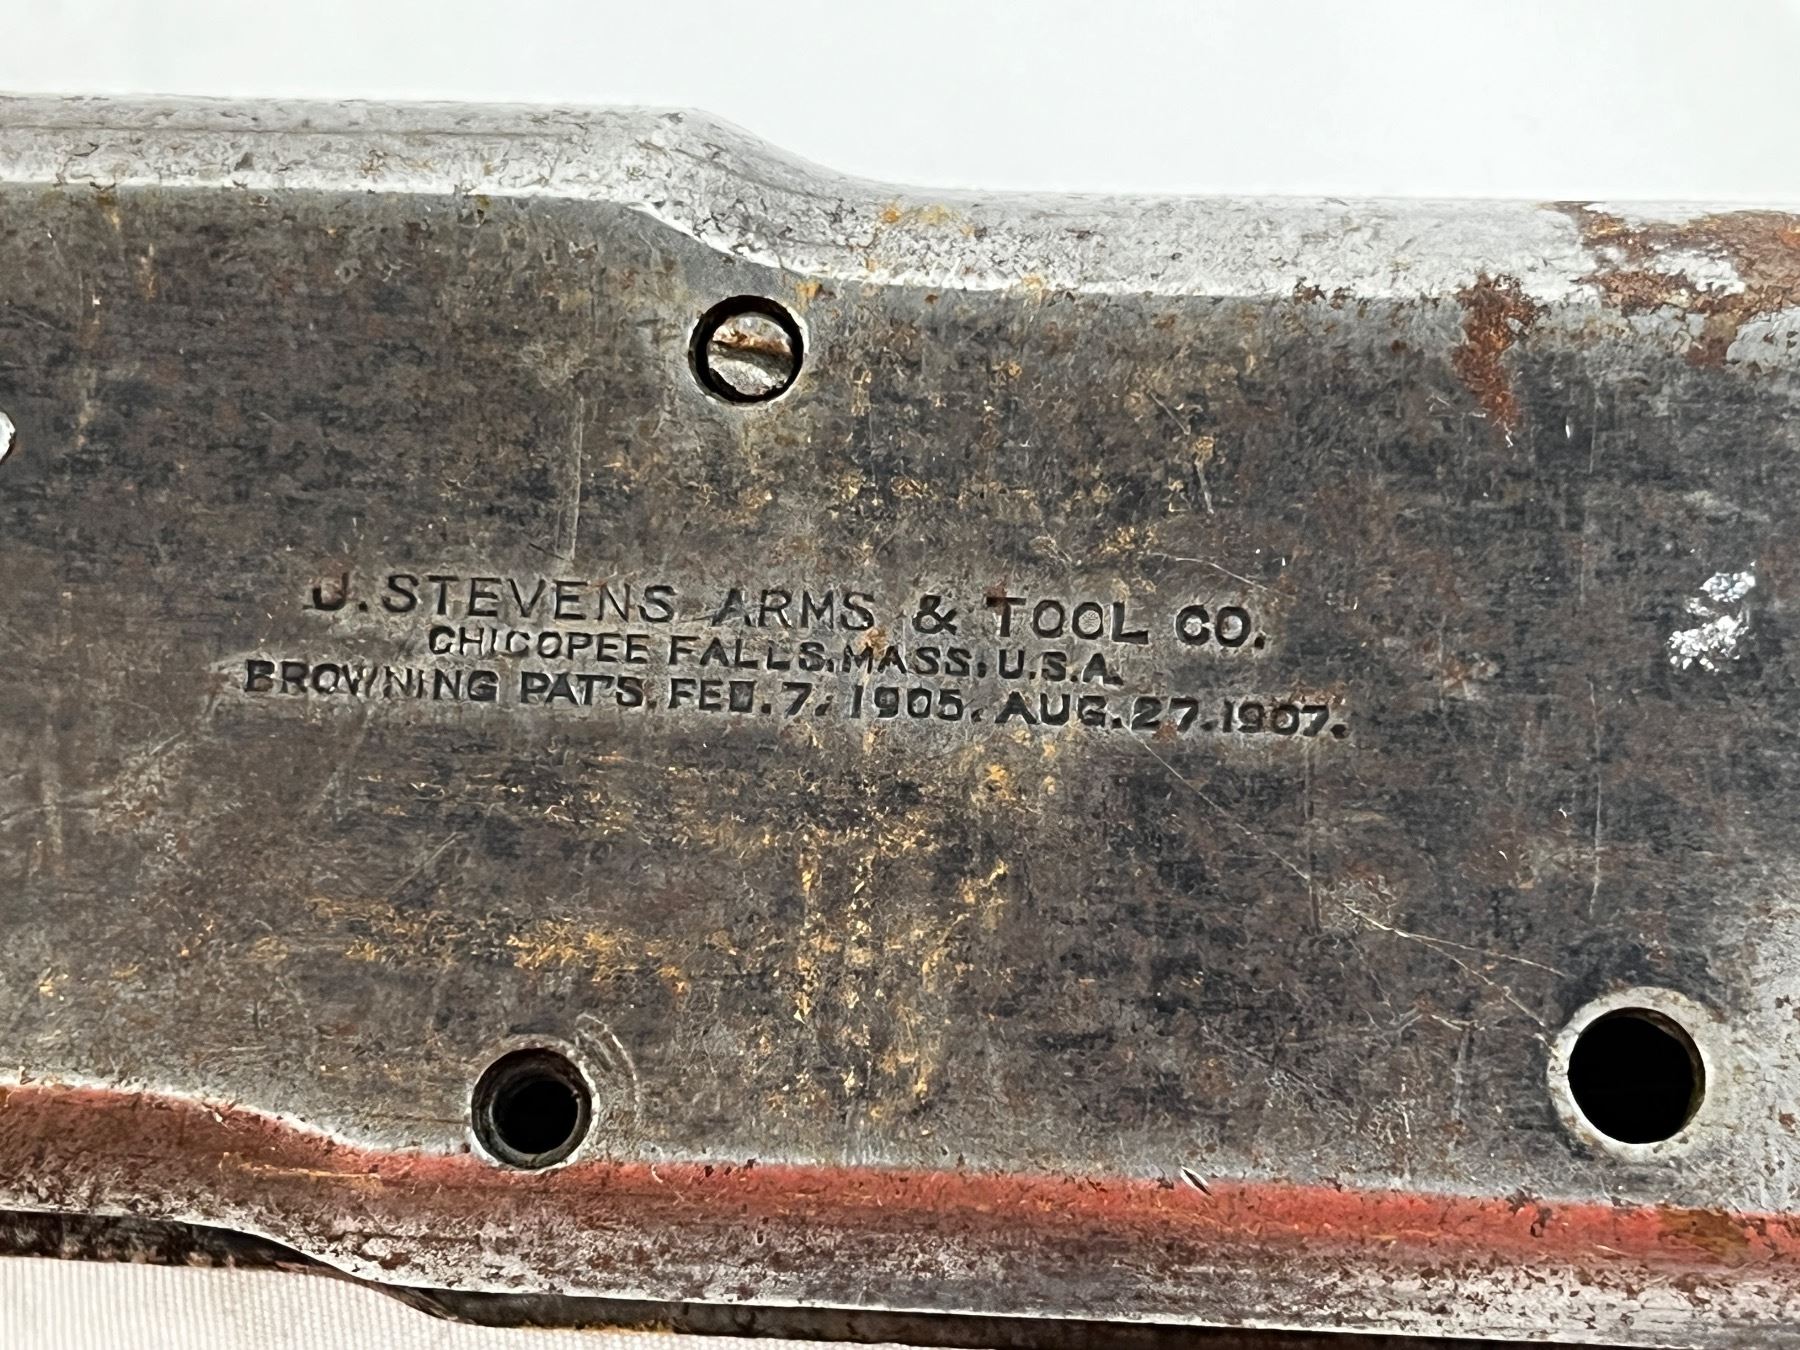 J. STEVENS ARMS & TOOL CO.
CHICOPEE FALLS, MASS, U.S.A.
BROWNING PAT'S. FEB. 7. 1905. AUG. 27. 1907.